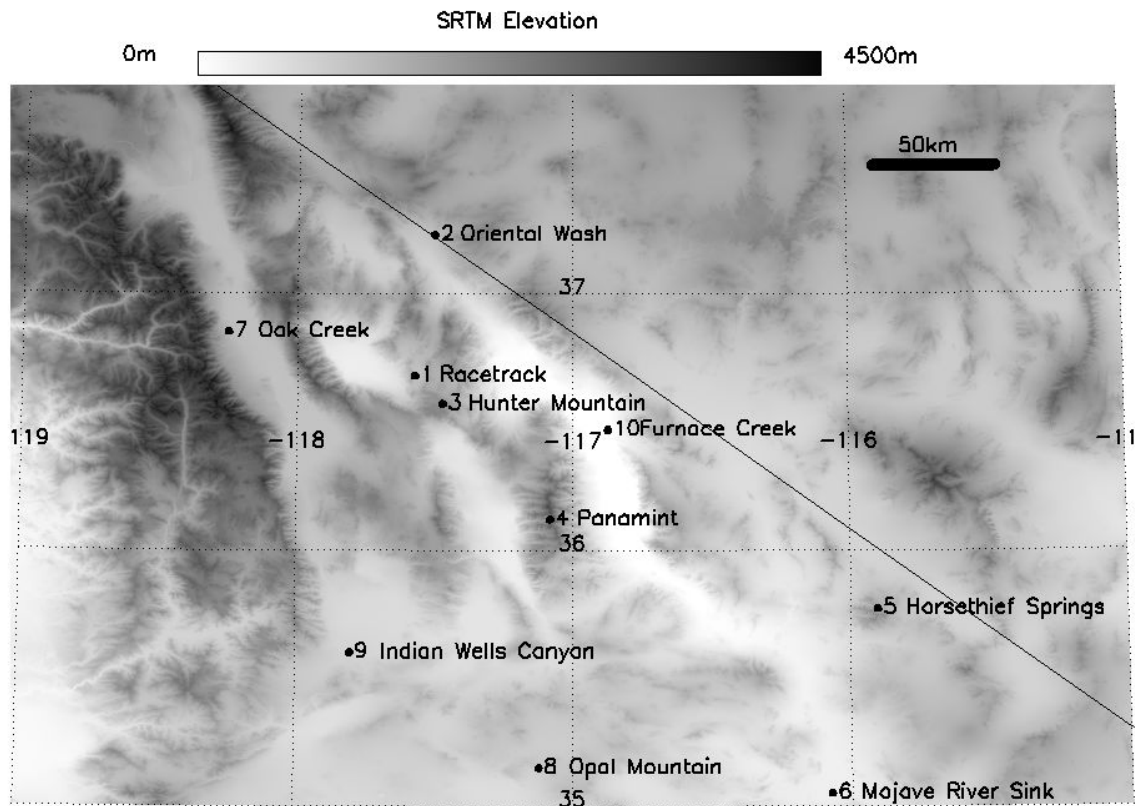 SRTM Elevation
0m 4500m
50km
2 Oriental Wash
37
7 Oak Creek
1 Racetrack
3 Hunter Mountain
119 -118 -117 10Furnace Creek -116 -11
4 Panamint
36
5 Horsethief Springs
9 Indian Wells Canyon
8 Opal Mountain
6 Mojave River Sink
35